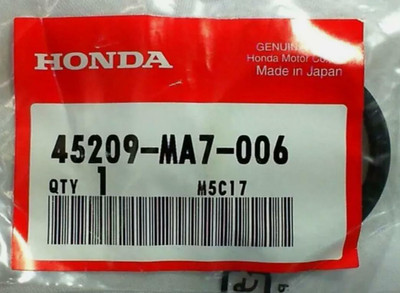 HONDA
GENUINE
Honda Motor Co
Made in Japan
45209-MA7-006
QTY 1 M5C17